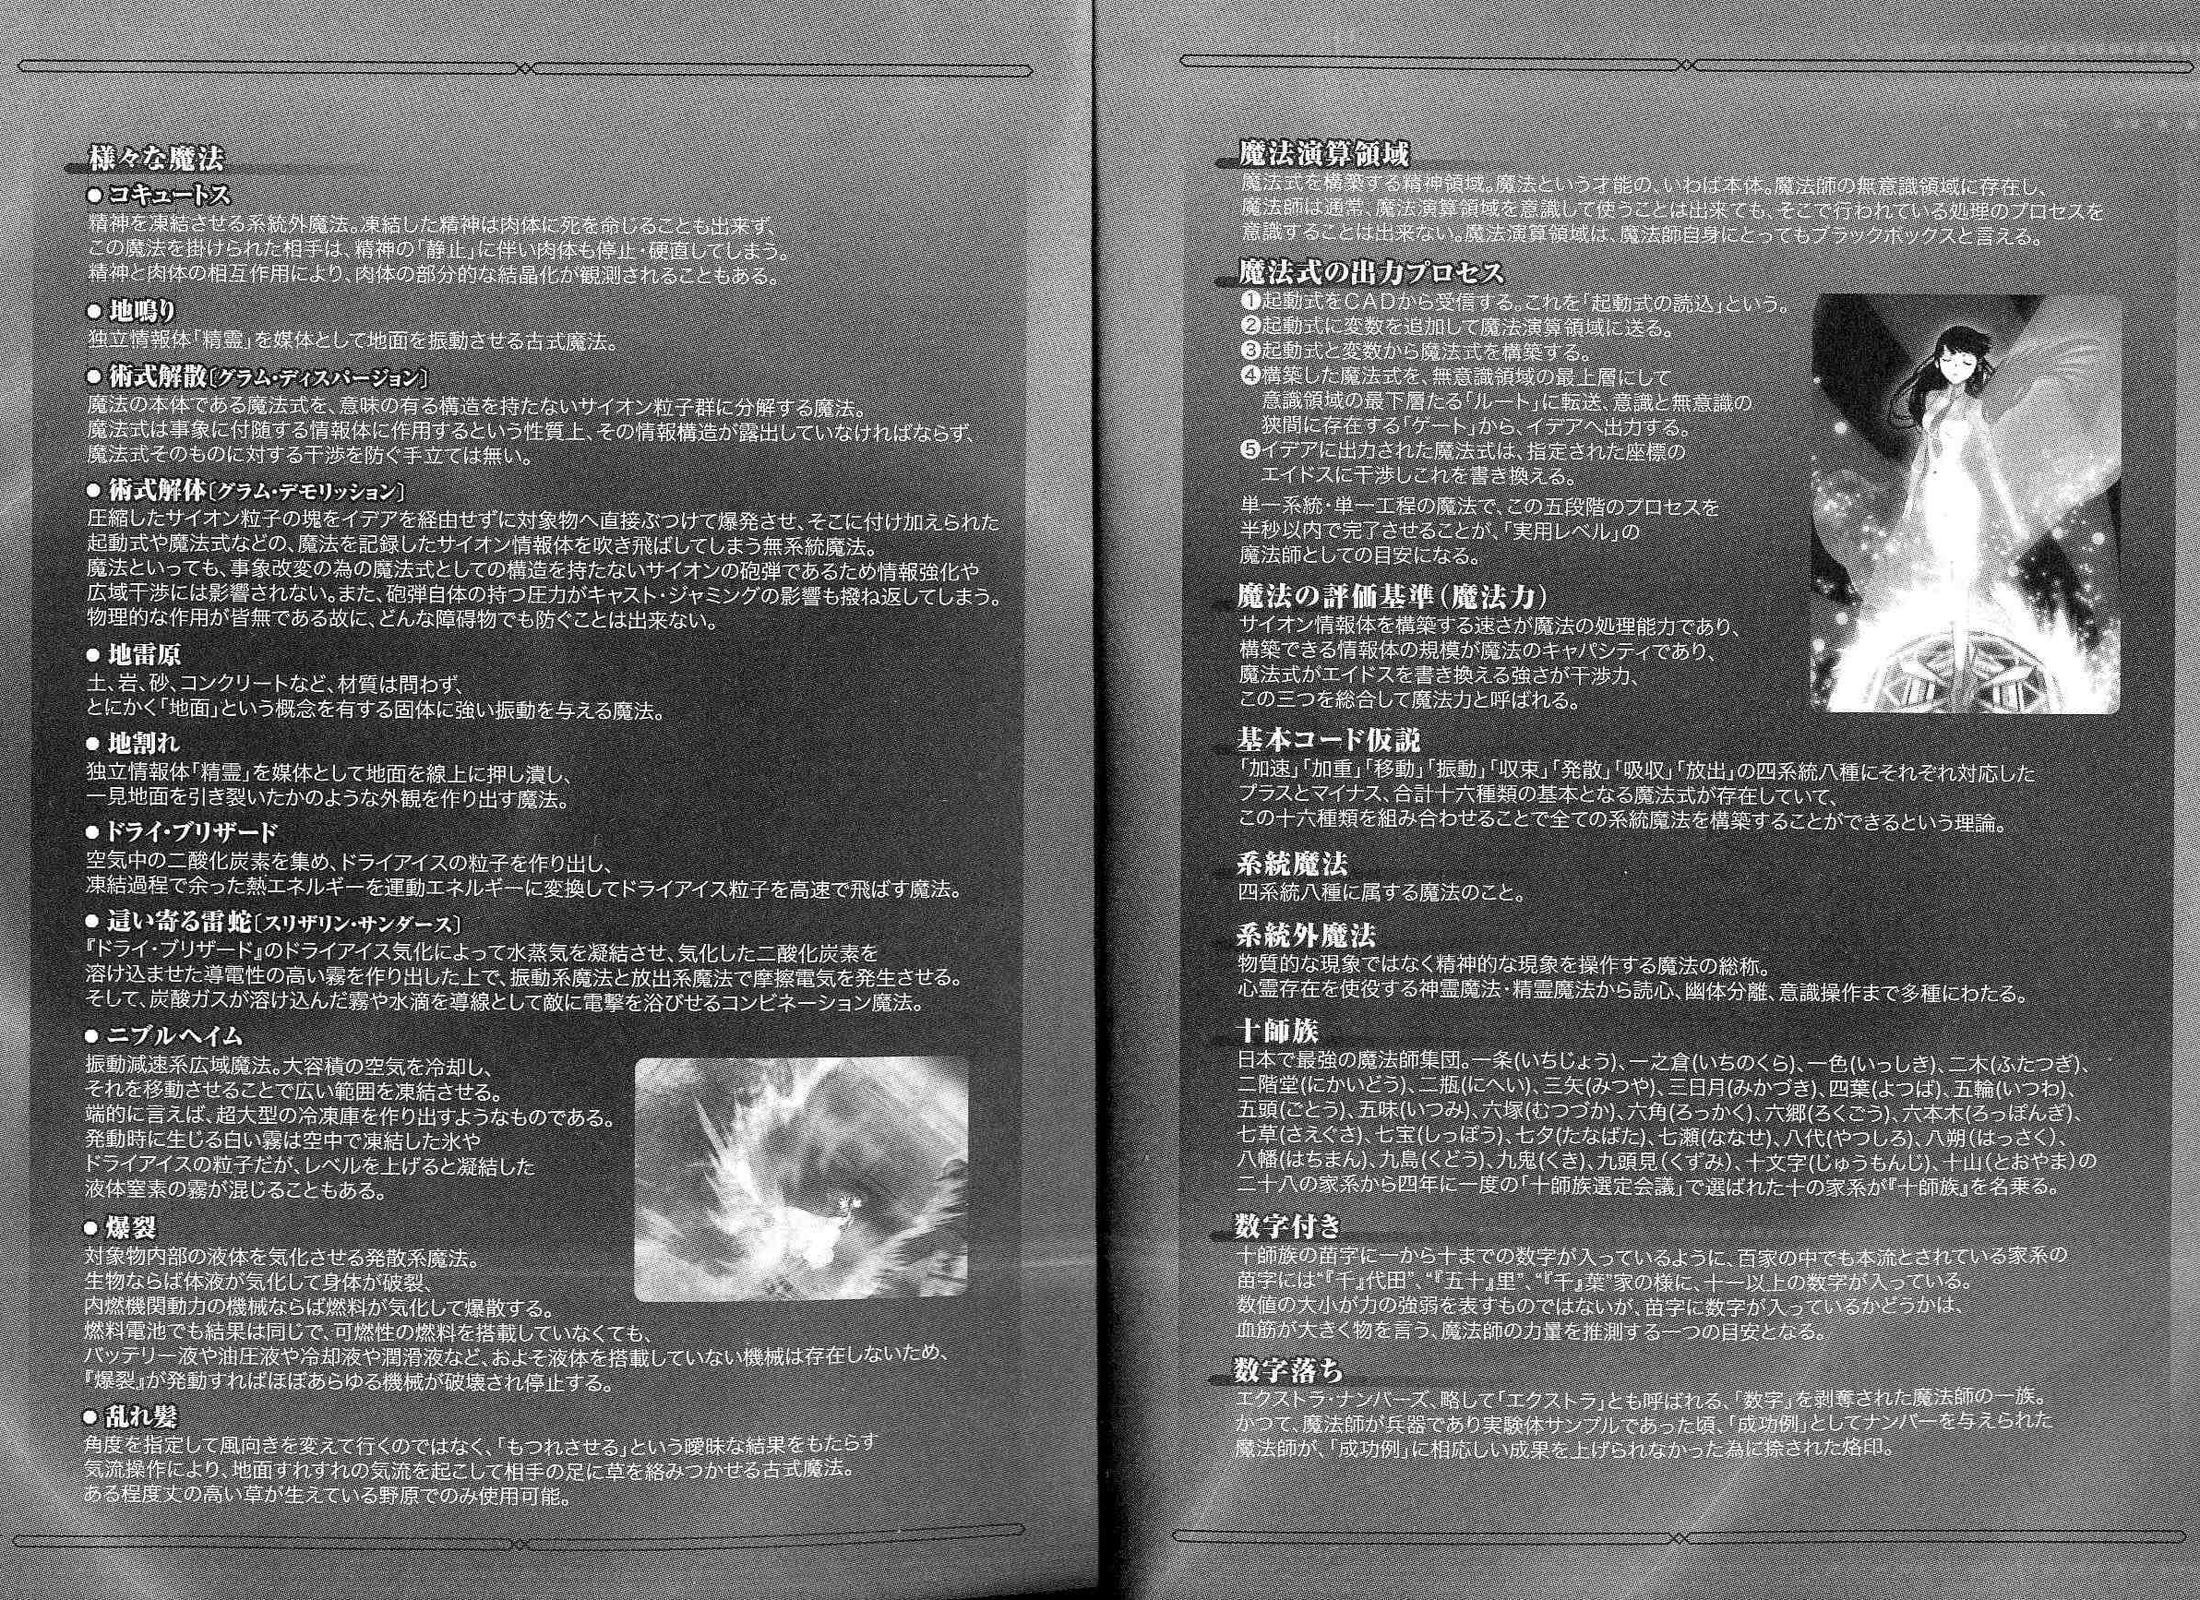 様々な魔法
●コキュートス
精神を凍結させる系統外魔法。凍結した精神は肉体に死を命じることも出来ず、
この魔法を掛けられた相手は、精神の「静止」に伴い肉体も停止・硬直してしまう。
精神と肉体の相互作用により、肉体の部分的な結晶化が観測されることもある。
●地鳴り
独立情報体「精霊」を媒体として地面を振動させる古式魔法。
●術式解散〔グラム・ディスパージョン〕
魔法の本体である魔法式を、意味の有る構造を持たないサイオン粒子群に分解する魔法。
魔法式は事象に付随する情報体に作用するという性質上、その情報構造が露出していなければならず、
魔法式そのものに対する干渉を防ぐ手立ては無い。
●術式解体〔グラム・デモリッション〕
圧縮したサイオン粒子の塊をイデアを経由せずに対象物へ直接ぶつけて爆発させ、そこに付け加えられた
起動式や魔法式などの、魔法を記録したサイオン情報体を吹き飛ばしてしまう無系統魔法。
魔法といっても、事象改変の為の魔法式としての構造を持たないサイオンの砲弾であるため情報強化や
広域干渉には影響されない。また、砲弾自体の持つ圧力がキャスト・ジャミングの影響も撥ね返してしまう。
物理的な作用が皆無である故に、どんな障碍物でも防ぐことは出来ない。
●地雷原
土、岩、砂、コンクリートなど、材質は問わず、
とにかく「地面」という概念を有する固体に強い振動を与える魔法。
●地割れ
独立情報体「精霊」を媒体として地面を線上に押し潰し、
一見地面を引き裂いたかのような外観を作り出す魔法。
●ドライ・ブリザード
空気中の二酸化炭素を集め、ドライアイスの粒子を作り出し、
凍結過程で余った熱エネルギーを運動エネルギーに変換してドライアイス粒子を高速で飛ばす魔法。
●這い寄る雷蛇〔スリザリン・サンダース〕
『ドライ・ブリザード』のドライアイス気化によって水蒸気を凝結させ、気化した二酸化炭素を
溶け込ませた導電性の高い霧を作り出した上で、振動系魔法と放出系魔法で摩擦電気を発生させる。
そして、炭酸ガスが溶け込んだ霧や水滴を導線として敵に電撃を浴びせるコンビネーション魔法。
●ニブルヘイム
振動減速系広域魔法。大容積の空気を冷却し、
それを移動させることで広い範囲を凍結させる。
端的に言えば、超大型の冷凍庫を作り出すようなものである。
発動時に生じる白い霧は空中で凍結した氷や
ドライアイスの粒子だが、レベルを上げると凝結した
液体窒素の霧が混じることもある。
●爆裂
対象物内部の液体を気化させる発散系魔法。
生物ならば体液が気化して身体が破裂、
内燃機関動力の機械ならば燃料が気化して爆散する。
燃料電池でも結果は同じで、可燃性の燃料を搭載していなくても、
バッテリー液や油圧液や冷却液や潤滑液など、およそ液体を搭載していない機械は存在しないため、
『爆裂』が発動すればほぼあらゆる機械が破壊され停止する。
●乱れ髪
角度を指定して風向きを変えて行くのではなく、「もつれさせる」という曖昧な結果をもたらす
気流操作により、地面すれすれの気流を起こして相手の足に草を絡みつかせる古式魔法。
ある程度丈の高い草が生えている野原でのみ使用可能。
魔法演算領域
魔法式を構築する精神領域。魔法という才能の、いわば本体。魔法師の無意識領域に存在し、
魔法師は通常、魔法演算領域を意識して使うことは出来ても、そこで行われている処理のプロセスを
意識することは出来ない。魔法演算領域は、魔法師自身にとってもブラックボックスと言える。
魔法式の出力プロセス
❶起動式をCADから受信する。これを「起動式の読込」という。
❷起動式に変数を追加して魔法演算領域に送る。
❸起動式と変数から魔法式を構築する。
❹構築した魔法式を、無意識領域の最上層にして
意識領域の最下層たる「ルート」に転送、意識と無意識の
狭間に存在する「ゲート」から、イデアへ出力する。
❺イデアに出力された魔法式は、指定された座標の
エイドスに干渉しこれを書き換える。
単一系統・単一工程の魔法で、この五段階のプロセスを
半秒以内で完了させることが、「実用レベル」の
魔法師としての目安になる。
魔法の評価基準(魔法力)
サイオン情報体を構築する速さが魔法の処理能力であり、
構築できる情報体の規模が魔法のキャパシティであり、
魔法式がエイドスを書き換える強さが干渉力、
この三つを総合して魔法力と呼ばれる。
基本コード仮説
「加速」「加重」「移動」「振動」「収束」「発散」「吸収」「放出」の四系統八種にそれぞれ対応した
プラスとマイナス、合計十六種類の基本となる魔法式が存在していて、
この十六種類を組み合わせることで全ての系統魔法を構築することができるという理論。
系統魔法
四系統八種に属する魔法のこと。
系統外魔法
物質的な現象ではなく精神的な現象を操作する魔法の総称。
心霊存在を使役する神霊魔法・精霊魔法から読心、幽体分離、意識操作まで多種にわたる。
十師族
日本で最強の魔法師集団。一条(いちじょう)、一之倉(いちのくら)、一色(いっしき)、二木(ふたつぎ)、
二階堂(にかいどう)、二瓶(にへい)、三矢(みつや)、三日月(みかづき)、四葉(よつば)、五輪(いつわ)、
五頭(ごとう)、五味(いつみ)、六塚(むつづか)、六角(ろっかく)、六郷(ろくごう)、六本木(ろっぽんぎ)、
七草(さえぐさ)、七宝(しっぽう)、七夕(たなばた)、七瀬(ななせ)、八代(やつしろ)、八朔(はっさく)、
八幡(はちまん)、九島(くどう)、九鬼(くき)、九頭見(くずみ)、十文字(じゅうもんじ)、十山(とおやま)の
二十八の家系から四年に一度の「十師族選定会議」で選ばれた十の家系が『十師族』を名乗る。
数字付き
十師族の苗字に一から十までの数字が入っているように、百家の中でも本流とされている家系の
苗字には“『千』代田”、“『五十』里”、“『千』葉”家の様に、十一以上の数字が入っている。
数値の大小が力の強弱を表すものではないが、苗字に数字が入っているかどうかは、
血筋が大きく物を言う、魔法師の力量を推測する一つの目安となる。
数字落ち
エクストラ・ナンバーズ、略して「エクストラ」とも呼ばれる、「数字」を剥奪された魔法師の一族。
かつて、魔法師が兵器であり実験体サンプルであった頃、「成功例」としてナンバーを与えられた
魔法師が、「成功例」に相応しい成果を上げられなかった為に捺された烙印。